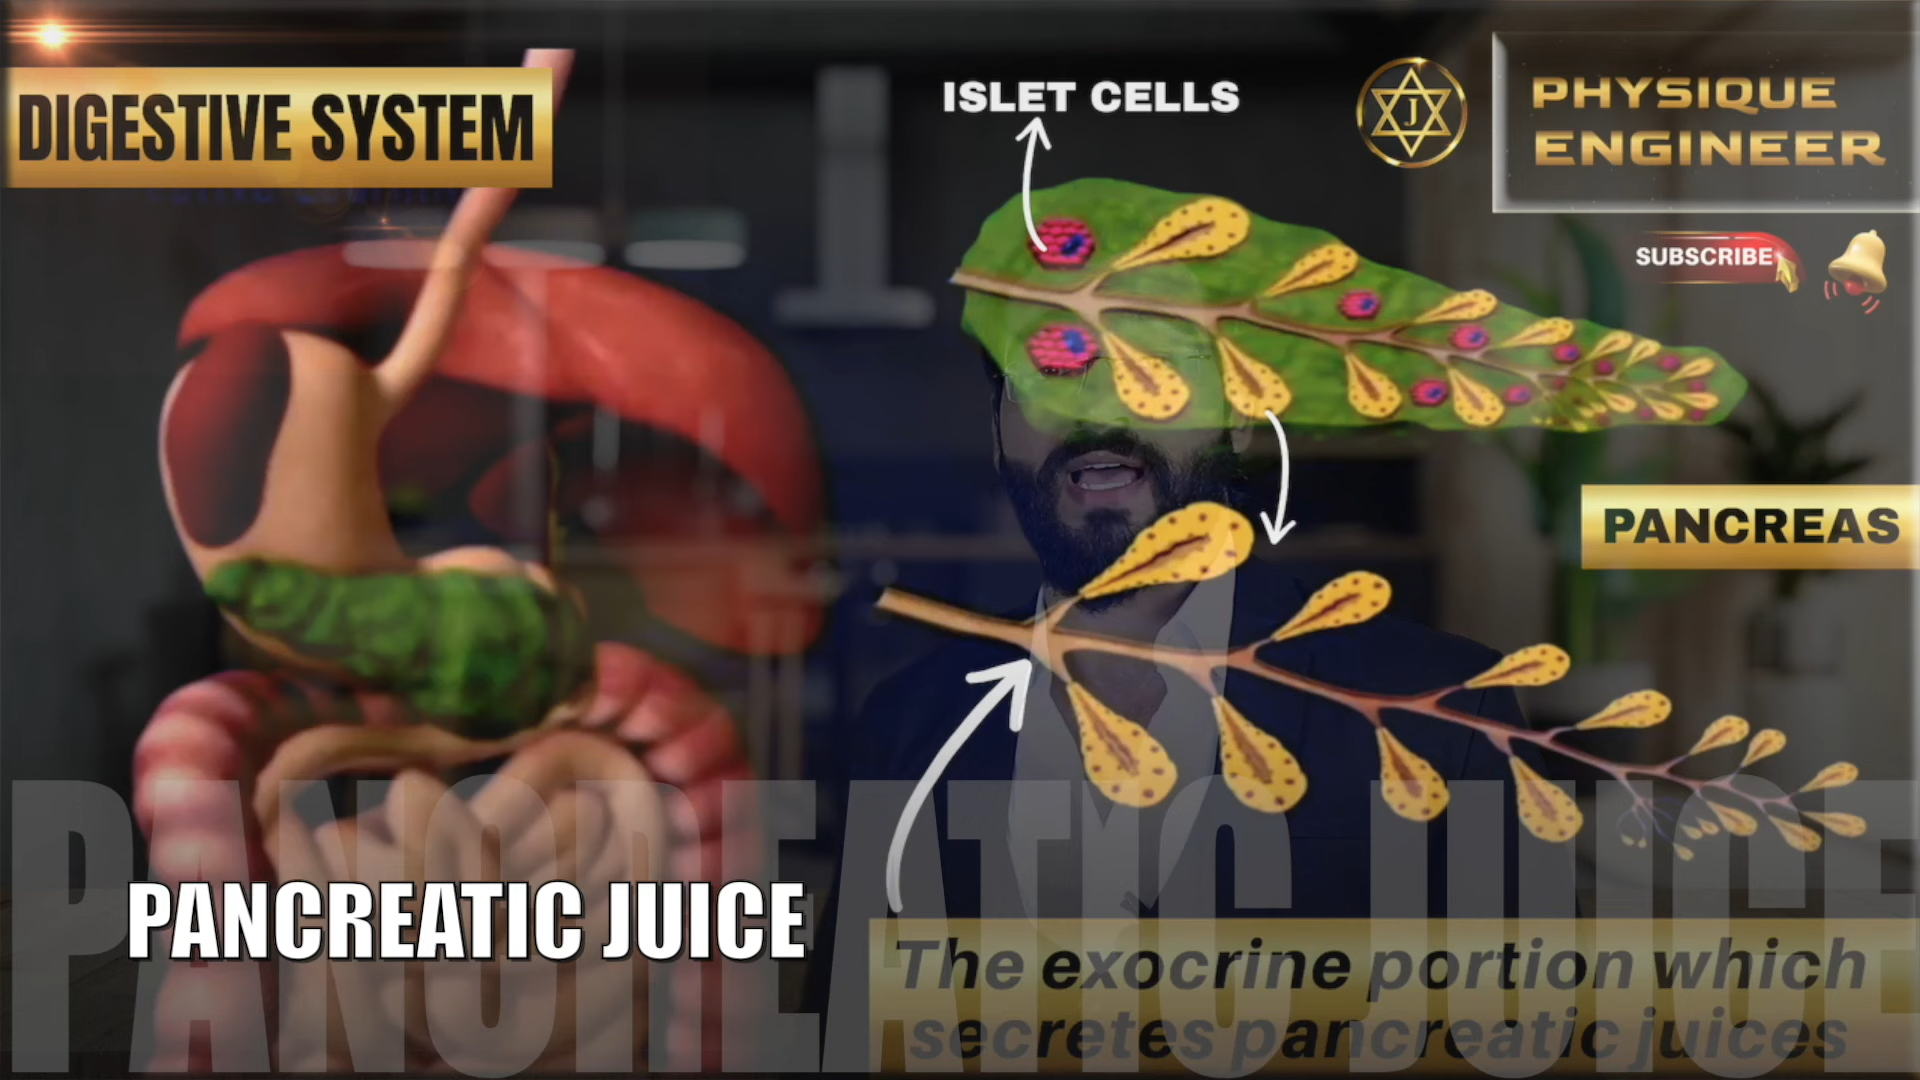 DIGESTIVE SYSTEM
ISLET CELLS
J
PHYSIQUE
ENGINEER
SUBSCRIBE
PANCREAS
PANCREATIC JUICE
PANCREATIC JUICE
The exocrine portion which
secretes pancreatic juices